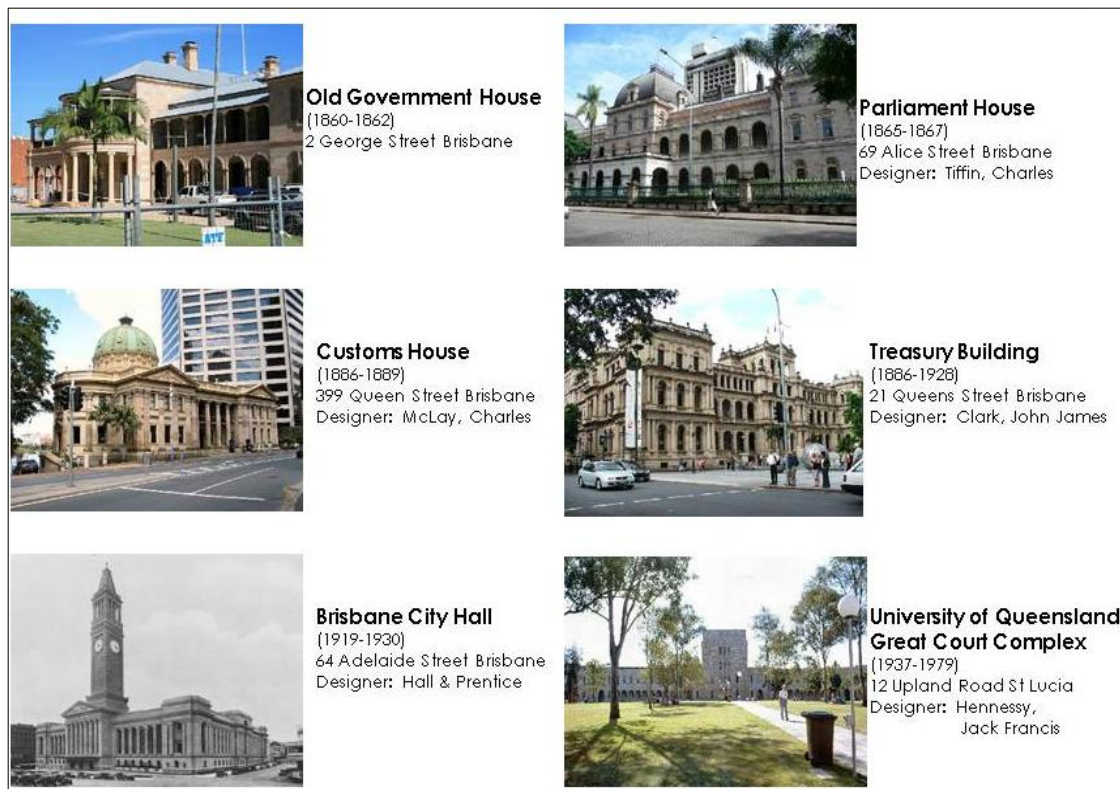 Old Government House
(1860-1862)
2 George Street Brisbane
ATF
Parliament House
(1865-1867)
69 Alice Street Brisbane
Designer: Tiffin, Charles
Customs House
(1886-1889)
399 Queen Street Brisbane
Designer: McLay, Charles
Treasury Building
(1886-1928)
21 Queens Street Brisbane
Designer: Clark, John James
Brisbane City Hall
(1919-1930)
64 Adelaide Street Brisbane
Designer: Hall & Prentice
University of Queensland
Great Court Complex
(1937-1979)
12 Upland Road St Lucia
Designer: Hennessy,
Jack Francis